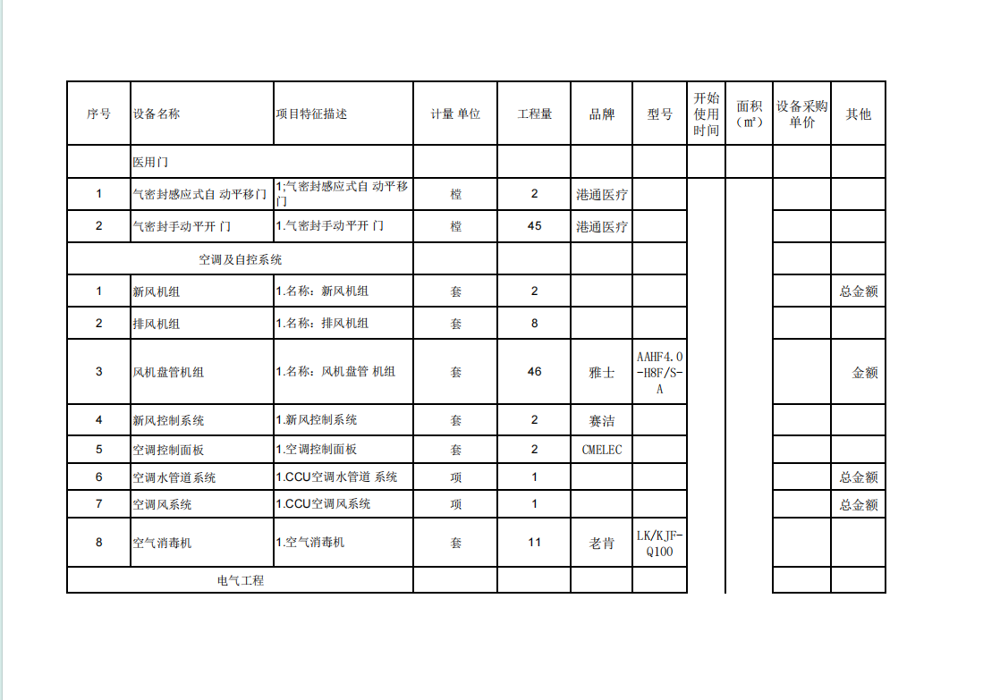 序号 设备名称 项目特征描述 计量 单位 工程量 品牌 型号 开始使用时间 面积（㎡） 设备采购单价 其他
医用门
1 气密封感应式自 动平移门 1;气密封感应式自 动平移门 樘 2 港通医疗
2 气密封手动平开 门 1.气密封手动平开 门 樘 45 港通医疗
空调及自控系统
1 新风机组 1.名称：新风机组 套 2 总金额
2 排风机组 1.名称：排风机组 套 8
3 风机盘管机组 1.名称：风机盘管 机组 套 46 雅士 AAHF4.0-H8F/S-A 金额
4 新风控制系统 1.新风控制系统 套 2 赛洁
5 空调控制面板 1.空调控制面板 套 2 CMELEC
6 空调水管道系统 1.CCU空调水管道 系统 项 1 总金额
7 空调风系统 1.CCU空调风系统 项 1 总金额
8 空气消毒机 1.空气消毒机 套 11 老肯 LK/KJF-Q100
电气工程